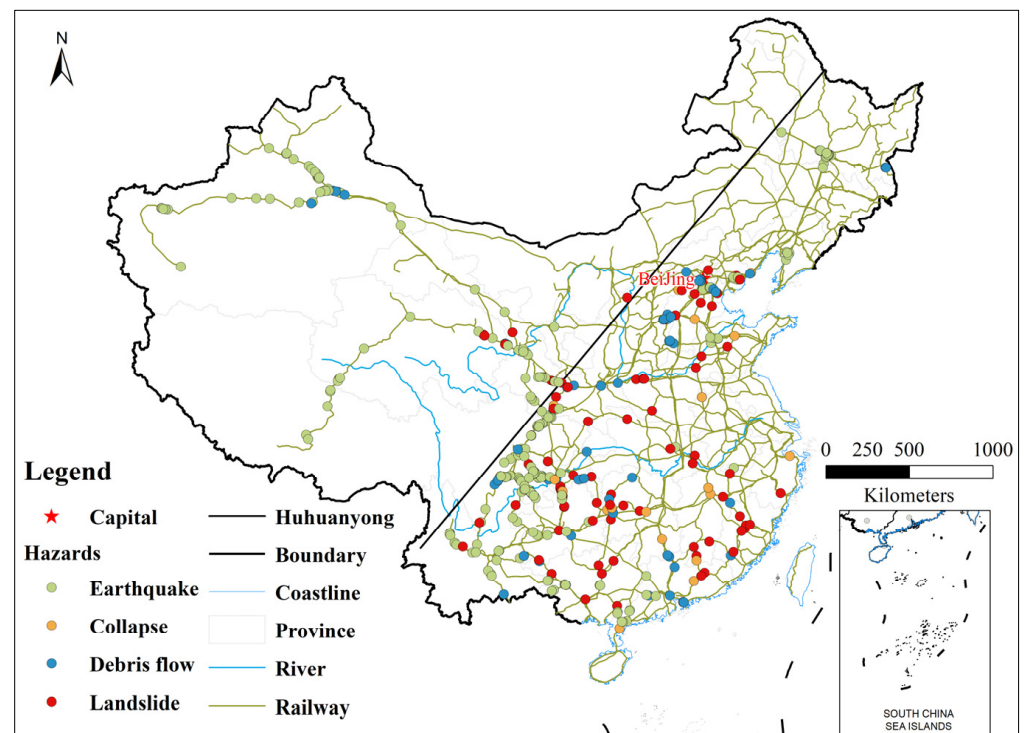 N
BeiJing
0 250 500 1000
Kilometers
Legend
Capital
Huhuanyong
Hazards
Boundary
Earthquake
Coastline
Collapse
Province
Debris flow
River
Landslide
Railway
SOUTH CHINA
SEA ISLANDS